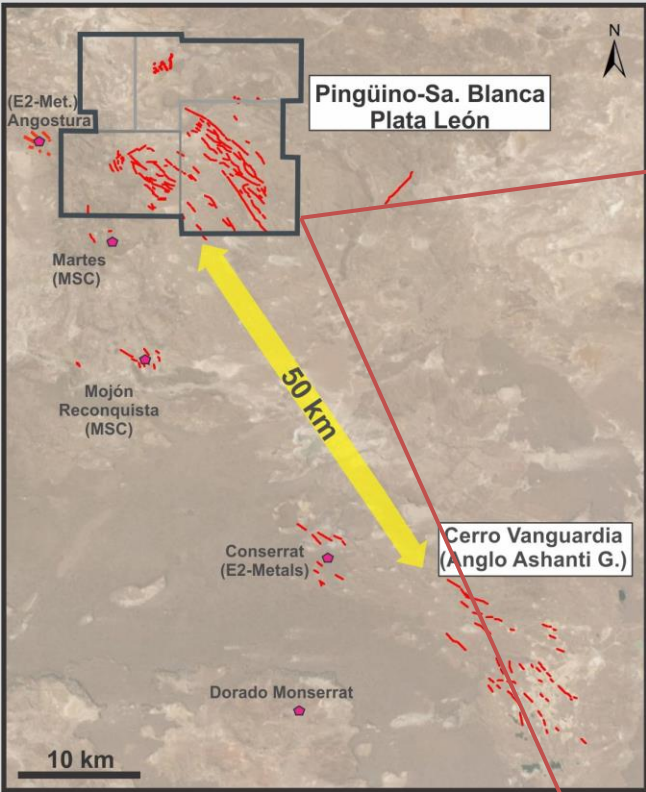 N
Pingüino-Sa. Blanca
Plata León
(E2-Met.)
Angostura
Martes
(MSC)
50 km
Mojón
Reconquista
(MSC)
Cerro Vanguardia
(Anglo Ashanti G.)
Conserrat
(E2-Metals)
Dorado Monserrat
10 km